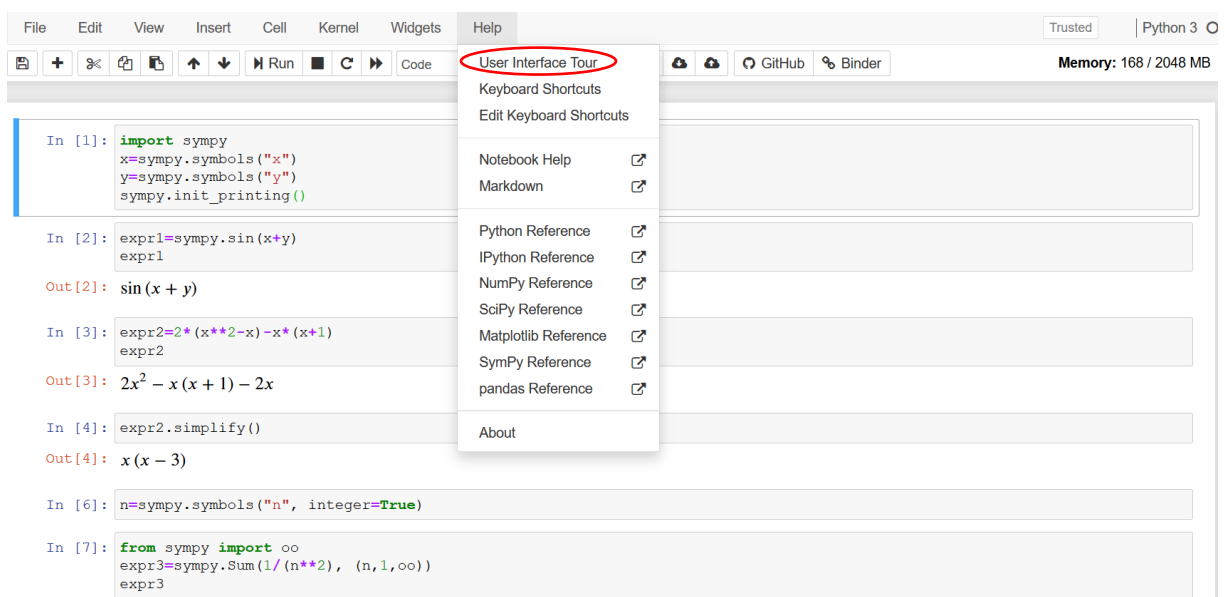 File Edit View Insert Cell Kernel Widgets Help Trusted Python 3
Run Code GitHub Binder Memory: 168 / 2048 MB
User Interface Tour
Keyboard Shortcuts
Edit Keyboard Shortcuts
Notebook Help
Markdown
Python Reference
IPython Reference
NumPy Reference
SciPy Reference
Matplotlib Reference
SymPy Reference
pandas Reference
About
In [1]: import sympy
x=sympy.symbols("x")
y=sympy.symbols("y")
sympy.init_printing()
In [2]: expr1=sympy.sin(x+y)
expr1
Out[2]: sin (x + y)
In [3]: expr2=2*(x**2-x)-x*(x+1)
expr2
Out[3]: 2x² − x (x + 1) − 2x
In [4]: expr2.simplify()
Out[4]: x (x − 3)
In [6]: n=sympy.symbols("n", integer=True)
In [7]: from sympy import oo
expr3=sympy.Sum(1/(n**2), (n,1,oo))
expr3